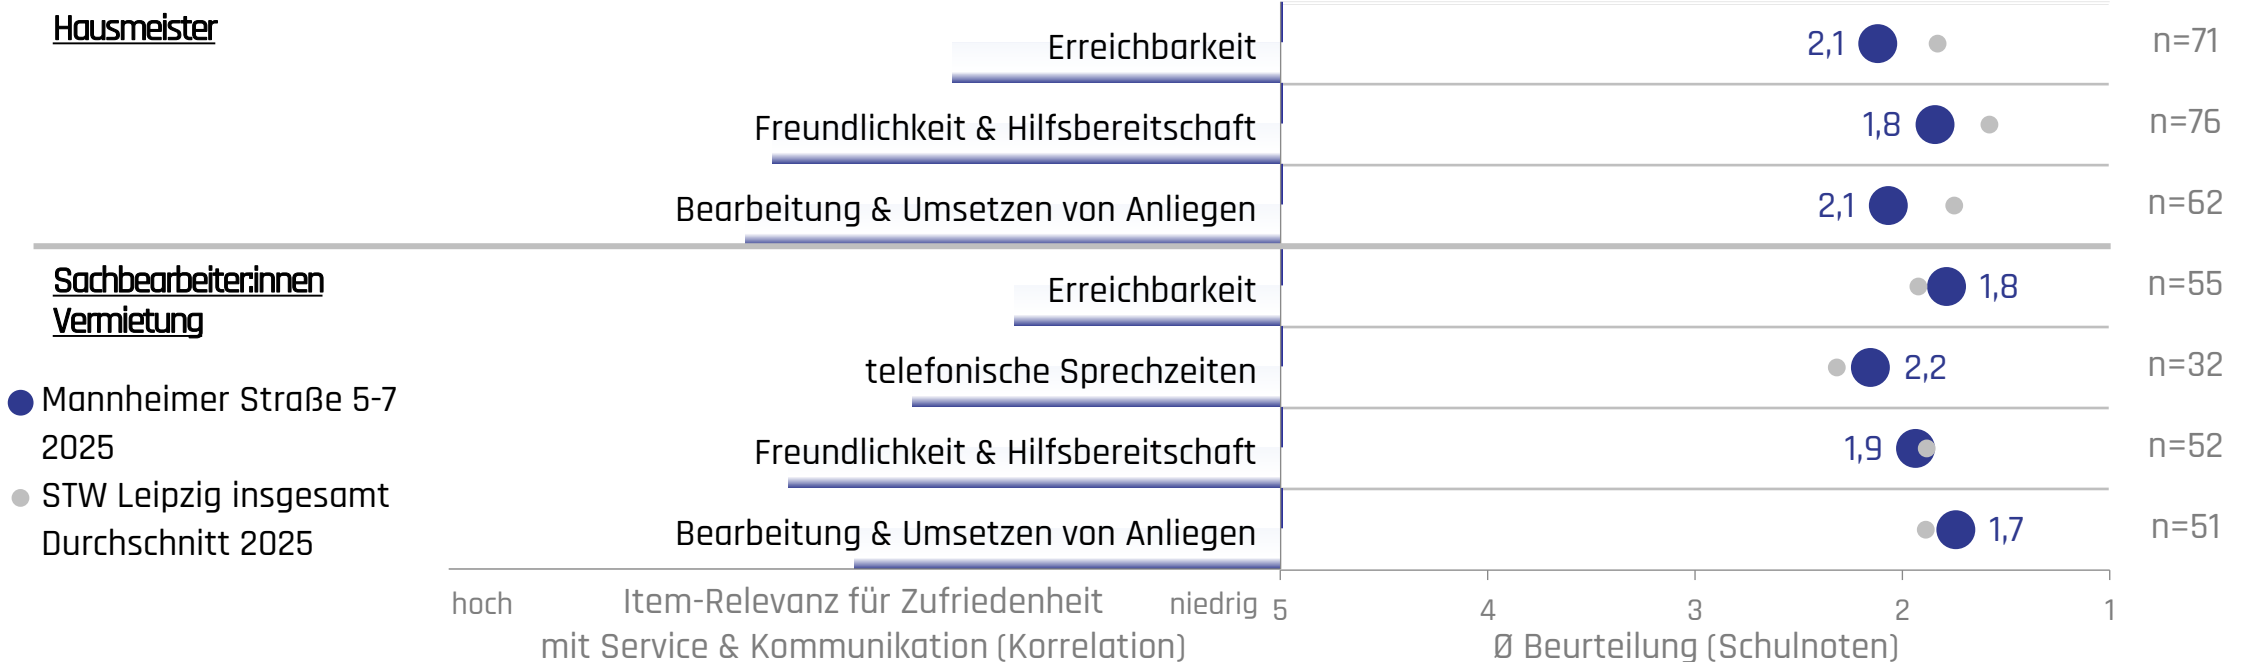 Hausmeister
Erreichbarkeit
2,1
n=71
Freundlichkeit & Hilfsbereitschaft
1,8
n=76
Bearbeitung & Umsetzen von Anliegen
2,1
n=62
Sachbearbeiter:innen
Vermietung
Erreichbarkeit
1,8
n=55
telefonische Sprechzeiten
2,2
n=32
Freundlichkeit & Hilfsbereitschaft
1,9
n=52
Bearbeitung & Umsetzen von Anliegen
1,7
n=51
Mannheimer Straße 5-7
2025
STW Leipzig insgesamt
Durchschnitt 2025
hoch
Item-Relevanz für Zufriedenheit
mit Service & Kommunikation (Korrelation)
niedrig
5
4
3
2
1
Ø Beurteilung (Schulnoten)